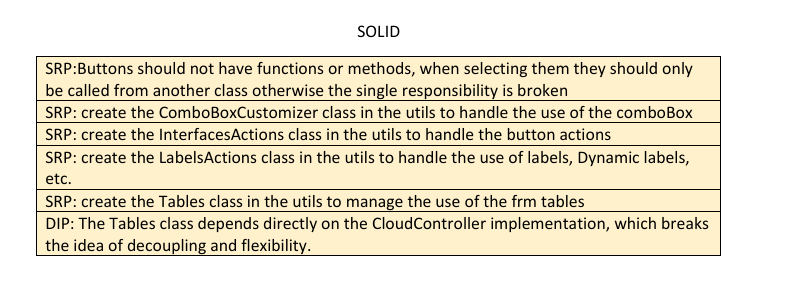 SOLID
SRP:Buttons should not have functions or methods, when selecting them they should only
be called from another class otherwise the single responsibility is broken
SRP: create the ComboBoxCustomizer class in the utils to handle the use of the comboBox
SRP: create the InterfacesActions class in the utils to handle the button actions
SRP: create the LabelsActions class in the utils to handle the use of labels, Dynamic labels,
etc.
SRP: create the Tables class in the utils to manage the use of the frm tables
DIP: The Tables class depends directly on the CloudController implementation, which breaks
the idea of decoupling and flexibility.